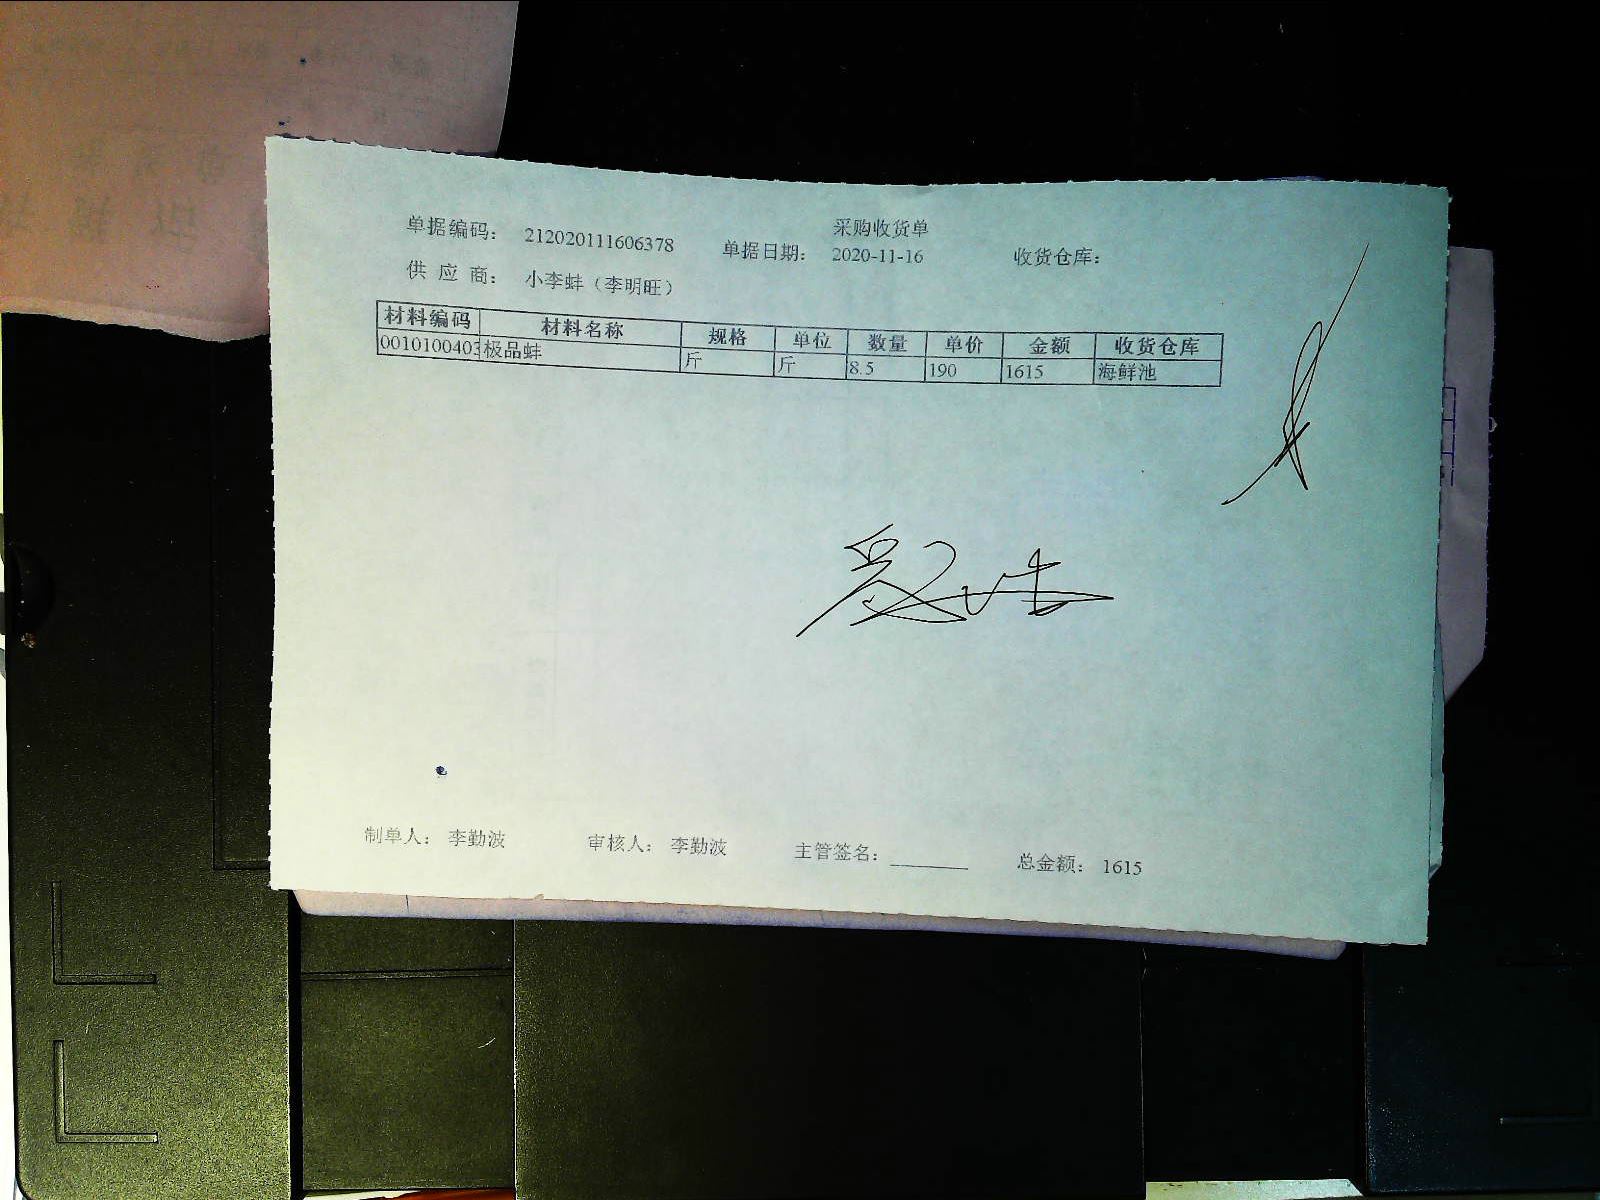 采购收货单
单据编码： 212020111606378 单据日期： 2020-11-16 收货仓库：
供 应 商： 小李蚌（李明旺）
材料编码 材料名称 规格 单位 数量 单价 金额 收货仓库
0010100403 极品蚌 斤 斤 8.5 190 1615 海鲜池
制单人： 李勤波 审核人： 李勤波 主管签名： 总金额： 1615